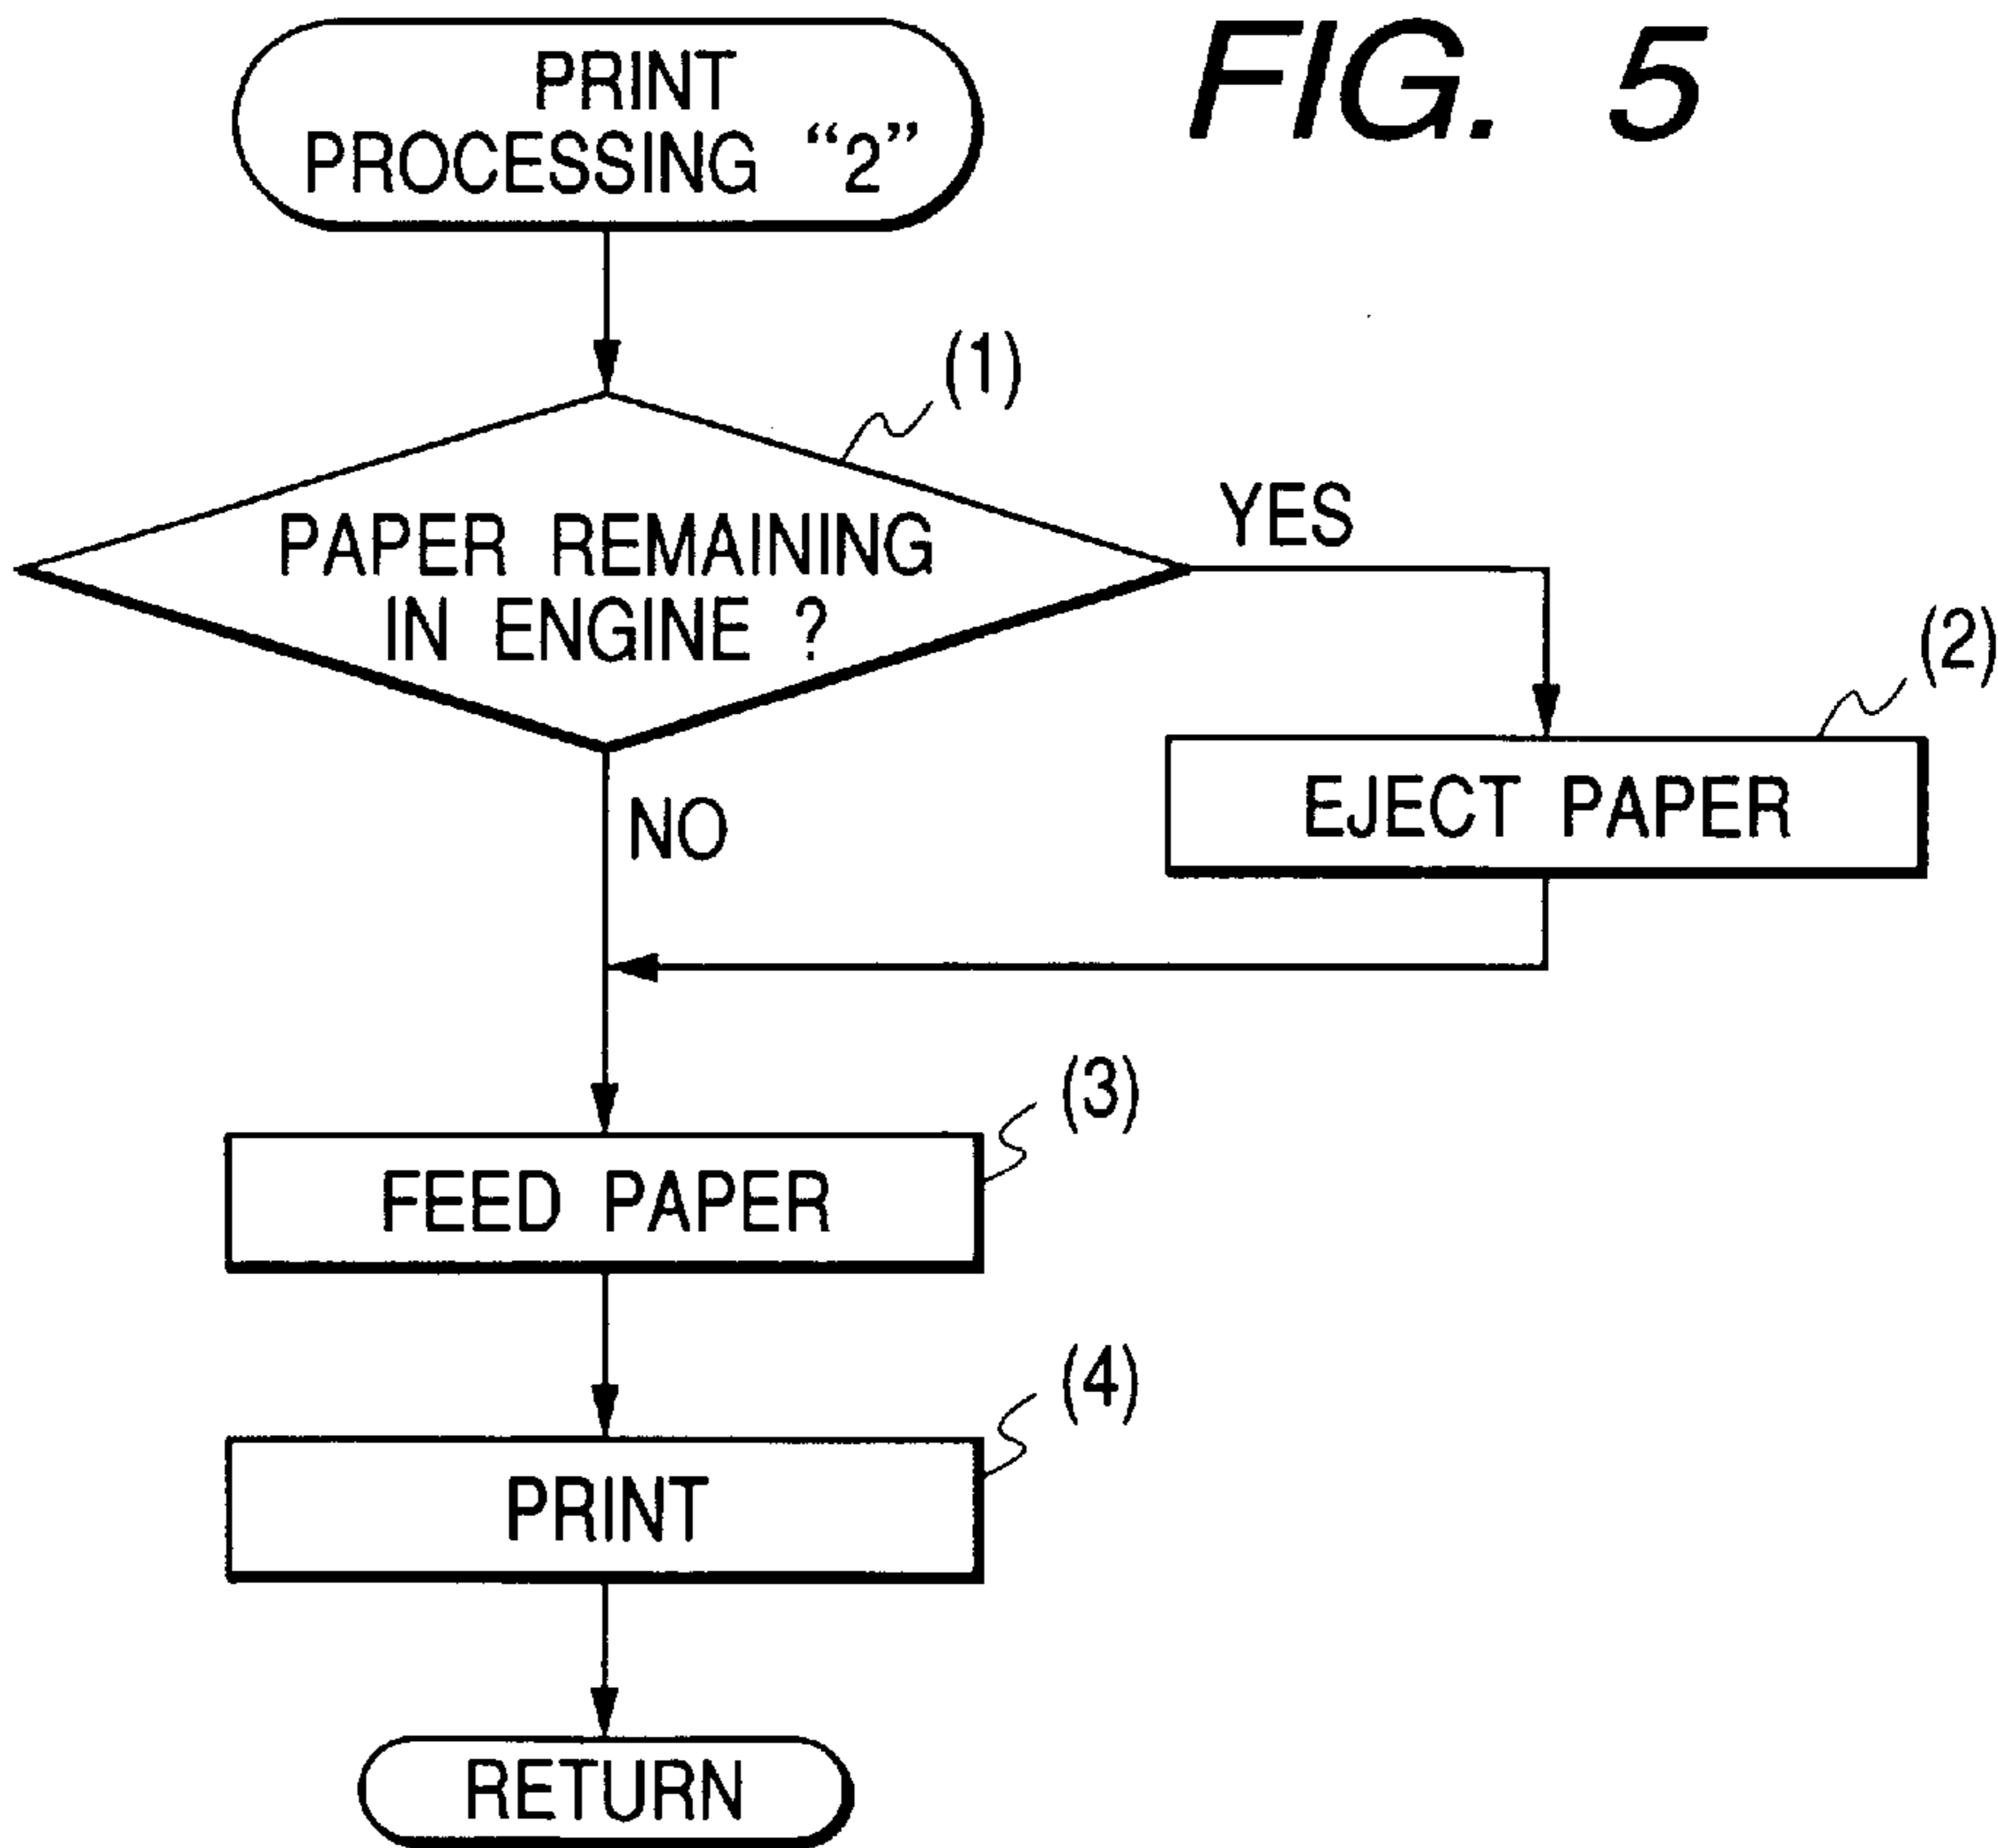 FIG. 5
PRINT
PROCESSING “2”
(1)
PAPER REMAINING
IN ENGINE ?
YES
(2)
EJECT PAPER
NO
(3)
FEED PAPER
(4)
PRINT
RETURN